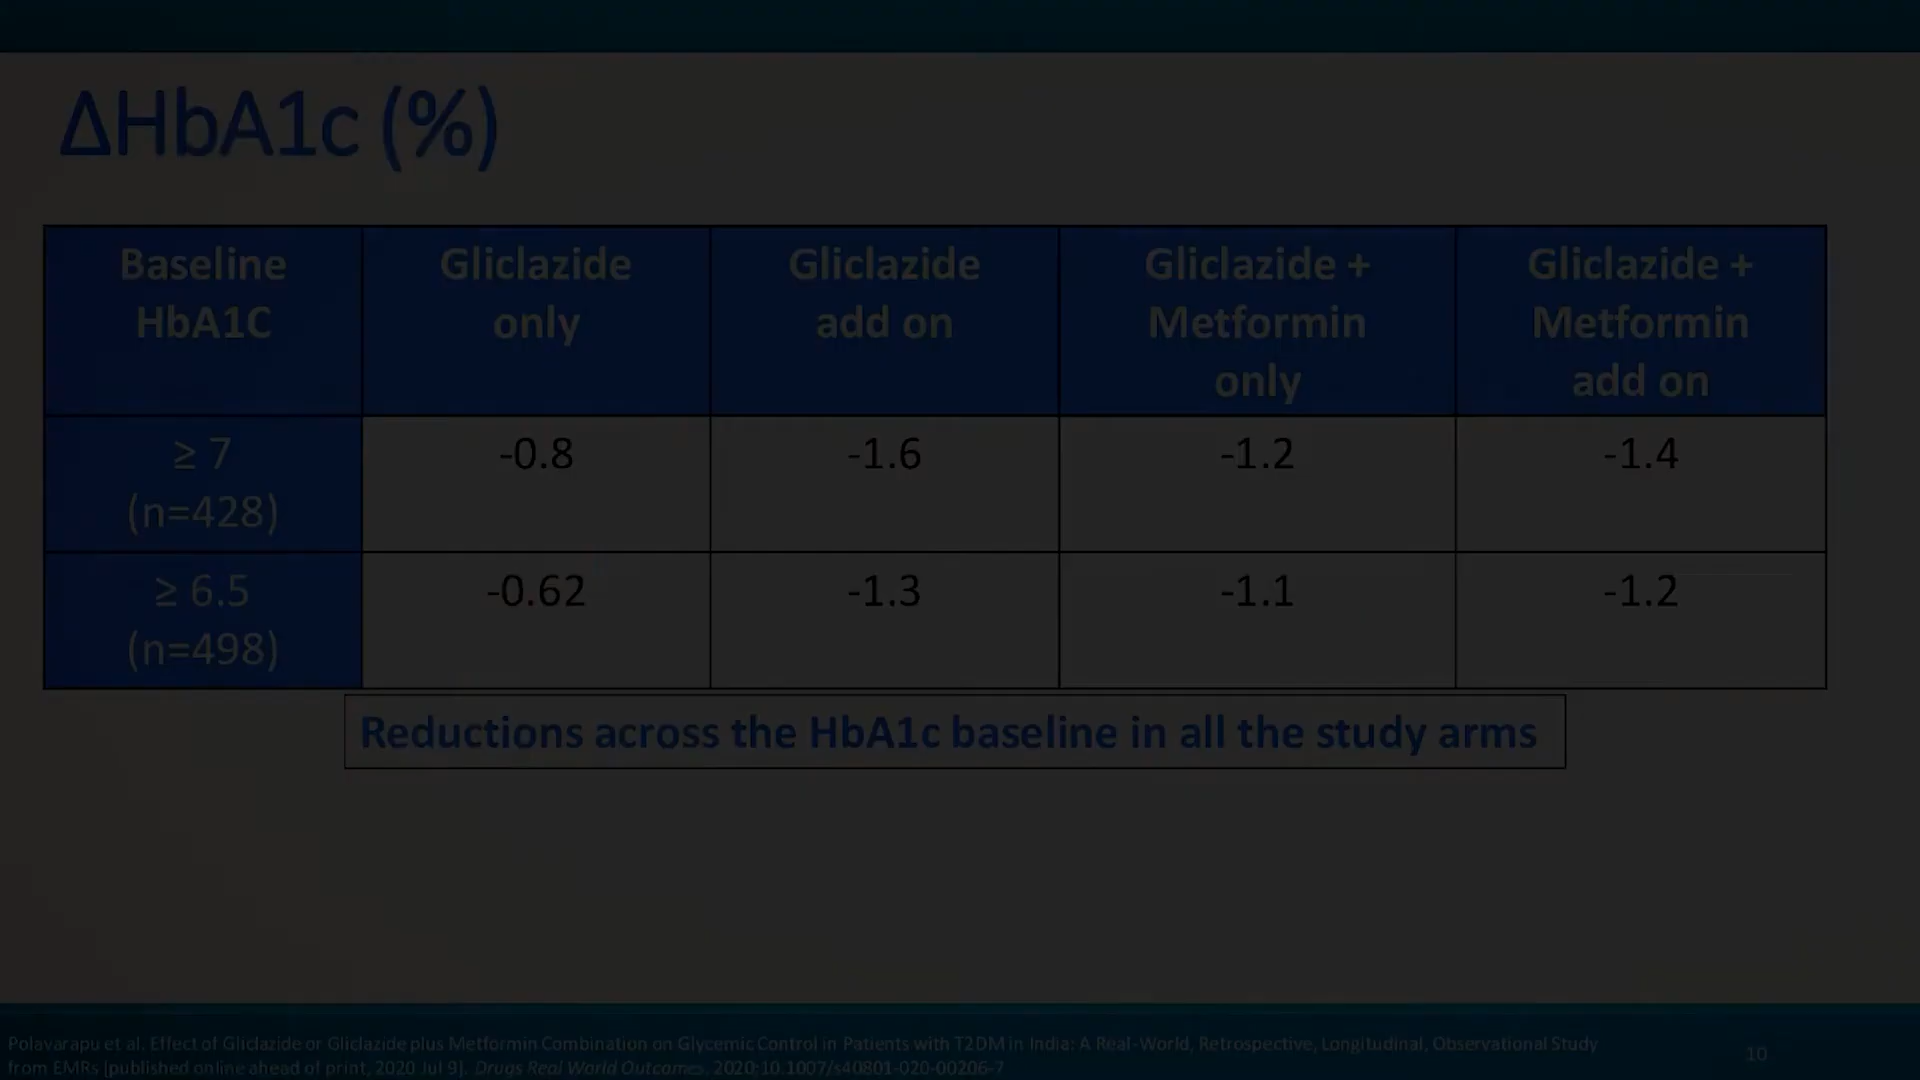 ΔHbA1c (%)
Baseline HbA1C
Gliclazide only
Gliclazide add on
Gliclazide + Metformin only
Gliclazide + Metformin add on
≥ 7 (n=428)
-0.8
-1.6
-1.2
-1.4
≥ 6.5 (n=498)
-0.62
-1.3
-1.1
-1.2
Reductions across the HbA1c baseline in all the study arms
Polavarapu et al. Effect of Gliclazide or Gliclazide plus Metformin Combination on Glycemic Control in Patients with T2DM in India: A Real-World, Retrospective, Longitudinal, Observational Study
from EMRs [published online ahead of print, 2020 Jul 9]. Drugs Real World Outcomes. 2020;10.1007/s40801-020-00206-7
10